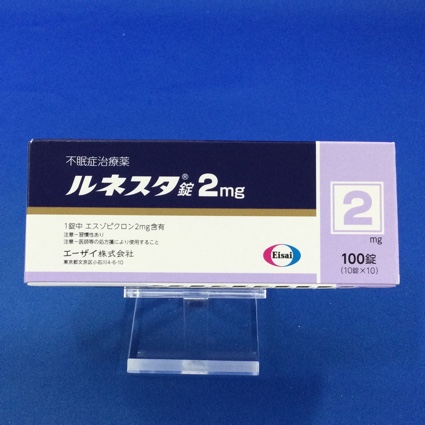 不眠症治療薬
ルネスタ®錠2mg
1錠中 エスゾピクロン2mg含有
注意－習慣性あり
注意－医師等の処方箋により使用すること
エーザイ株式会社
東京都文京区小石川4-6-10
Eisai
2
mg
100錠
(10錠×10)